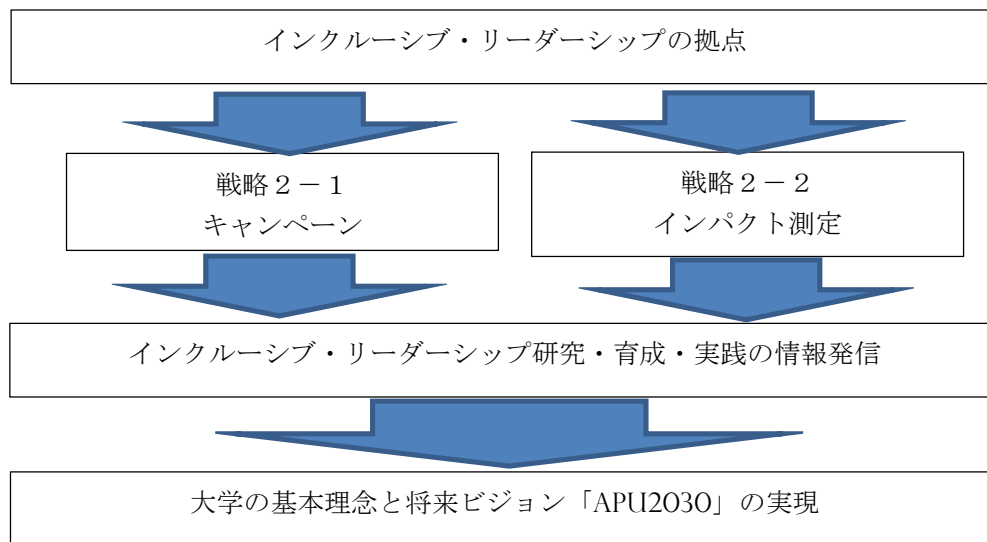 インクルーシブ・リーダーシップの拠点
戦略２－１
キャンペーン
戦略２－２
インパクト測定
インクルーシブ・リーダーシップ研究・育成・実践の情報発信
大学の基本理念と将来ビジョン「APU2030」の実現